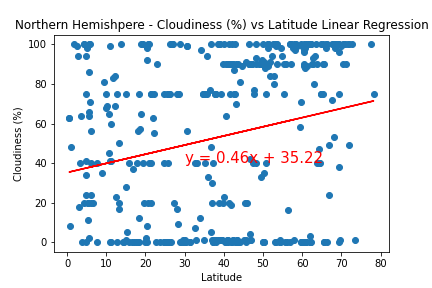 Northern Hemishpere - Cloudiness (%) vs Latitude Linear Regression
100
80
60
40
20
0
Cloudiness (%)
y = 0.46x + 35.22
0 10 20 30 40 50 60 70 80
Latitude